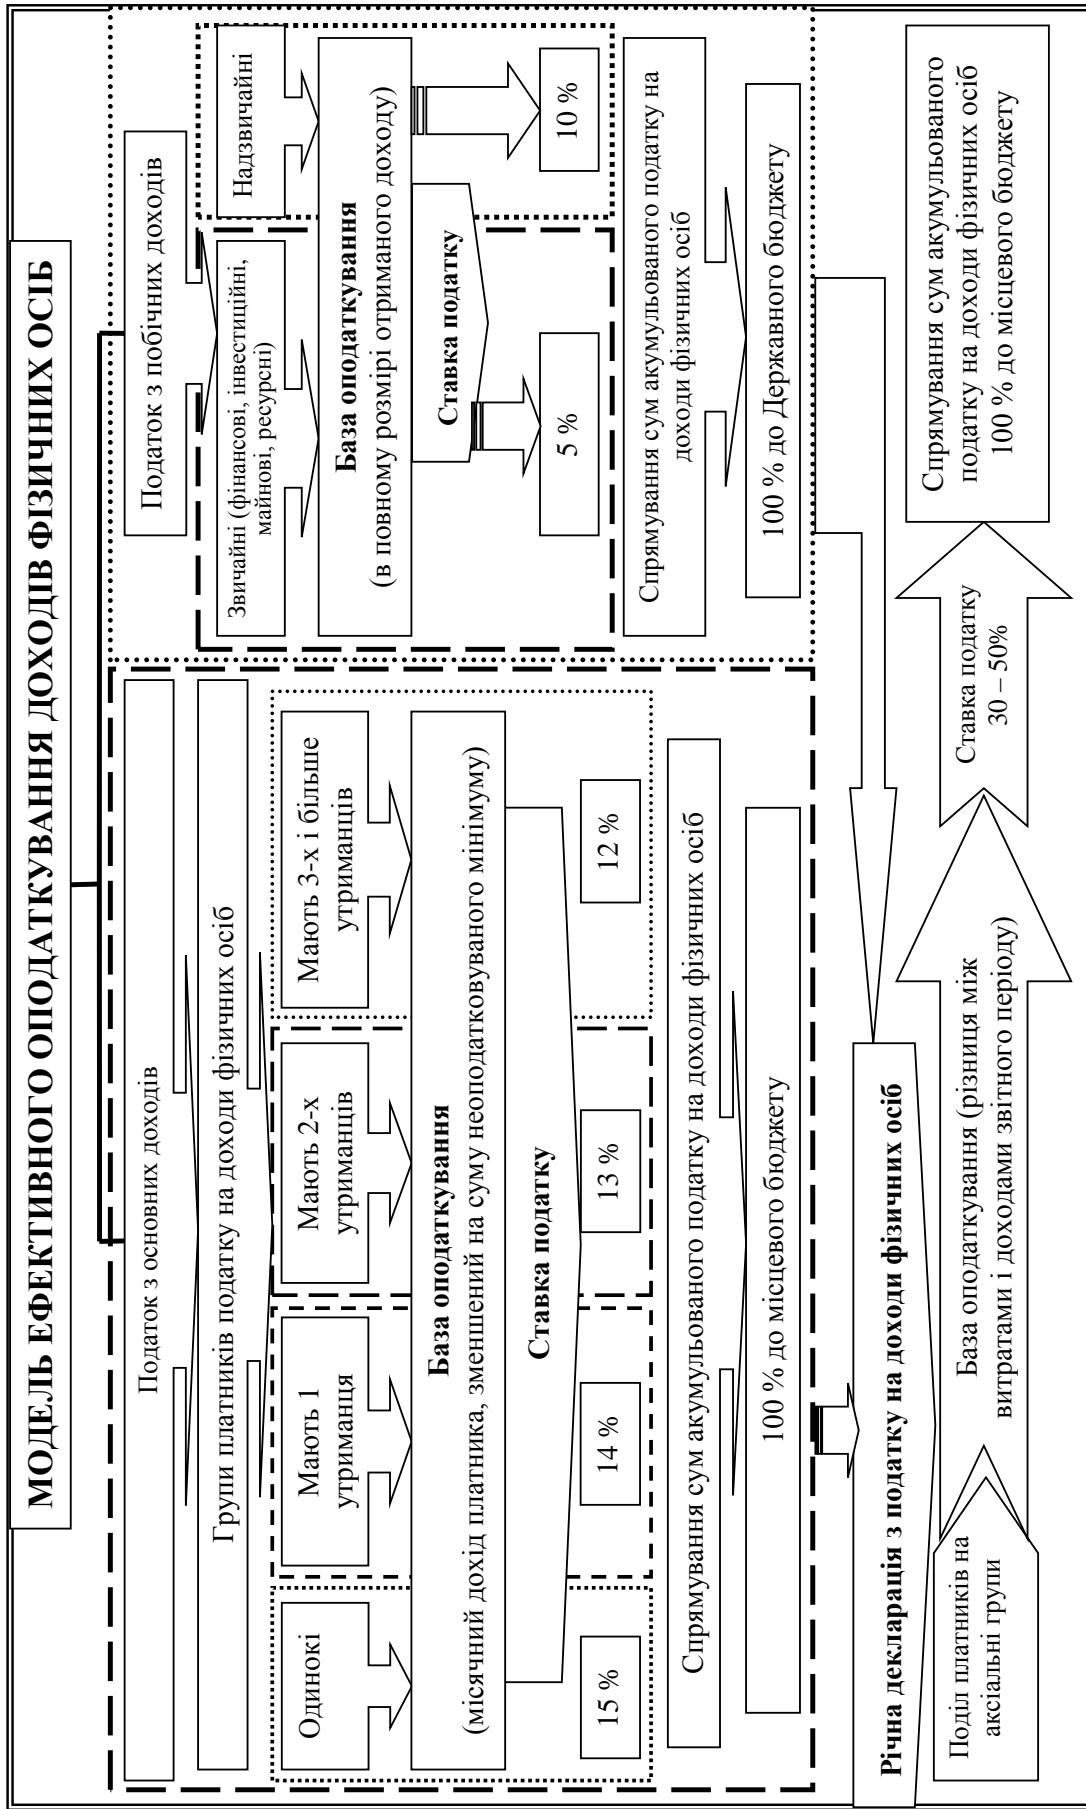 МОДЕЛЬ ЕФЕКТИВНОГО ОПОДАТКУВАННЯ ДОХОДІВ ФІЗИЧНИХ ОСІБ
Податок з основних доходів
Групи платників податку на доходи фізичних осіб
Одинокі
Мають 1
утриманця
Мають 2-х
утриманців
Мають 3-х і більше
утриманців
База оподаткування
(місячний дохід платника, зменшений на суму неоподатковуваного мінімуму)
Ставка податку
15 %
14 %
13 %
12 %
Спрямування сум акумульованого податку на доходи фізичних осіб
100 % до місцевого бюджету
Податок з побічних доходів
Звичайні (фінансові, інвестиційні,
майнові, ресурсні)
Надзвичайні
База оподаткування
(в повному розмірі отриманого доходу)
Ставка податку
5 %
10 %
Спрямування сум акумульованого податку на
доходи фізичних осіб
100 % до Державного бюджету
Річна декларація з податку на доходи фізичних осіб
Поділ платників на
аксіальні групи
База оподаткування (різниця між
витратами і доходами звітного періоду)
Ставка податку
30 – 50%
Спрямування сум акумульованого
податку на доходи фізичних осіб
100 % до місцевого бюджету